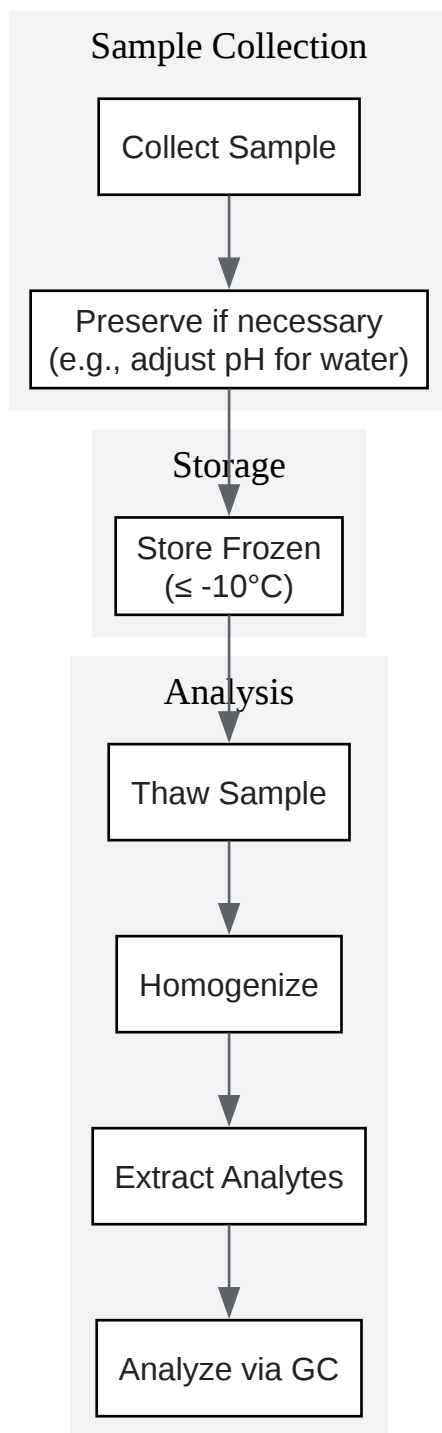 Sample Collection
Collect Sample
Preserve if necessary
(e.g., adjust pH for water)
Storage
Store Frozen
(≤ -10°C)
Analysis
Thaw Sample
Homogenize
Extract Analytes
Analyze via GC